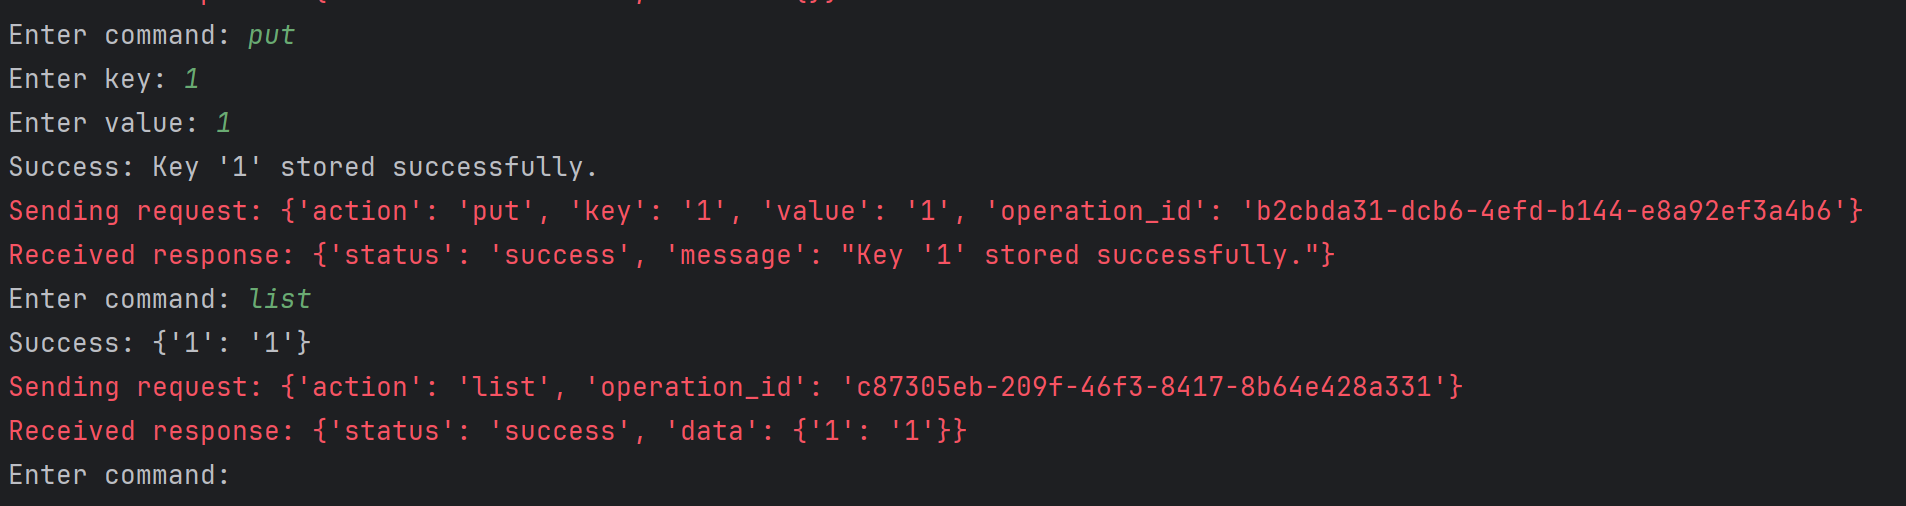 Enter command: put
Enter key: 1
Enter value: 1
Success: Key '1' stored successfully.
Sending request: {'action': 'put', 'key': '1', 'value': '1', 'operation_id': 'b2cbda31-dcb6-4efd-b144-e8a92ef3a4b6'}
Received response: {'status': 'success', 'message': "Key '1' stored successfully."}
Enter command: list
Success: {'1': '1'}
Sending request: {'action': 'list', 'operation_id': 'c87305eb-209f-46f3-8417-8b64e428a331'}
Received response: {'status': 'success', 'data': {'1': '1'}}
Enter command: